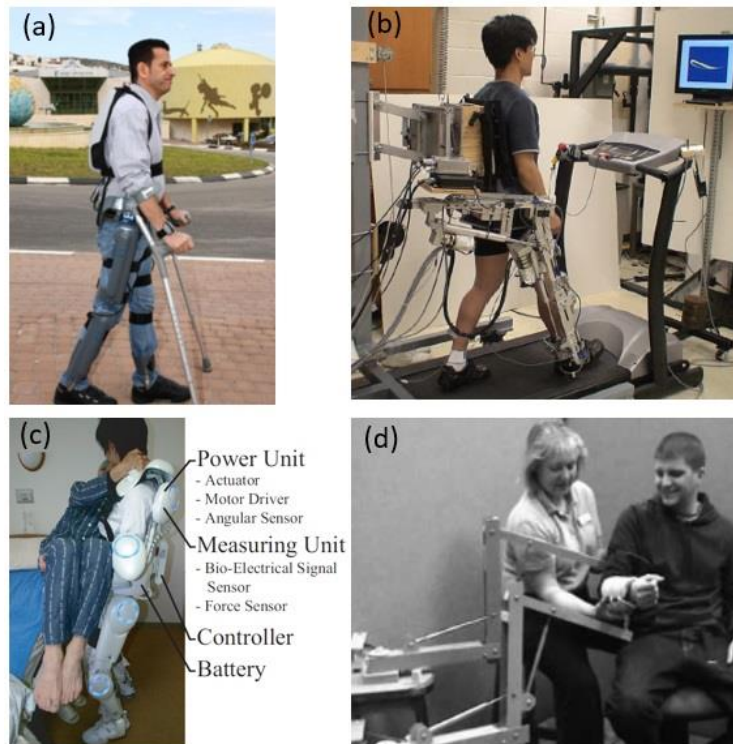 (a)
(b)
(c)
Power Unit
- Actuator
- Motor Driver
- Angular Sensor
Measuring Unit
- Bio-Electrical Signal
Sensor
- Force Sensor
Controller
Battery
(d)